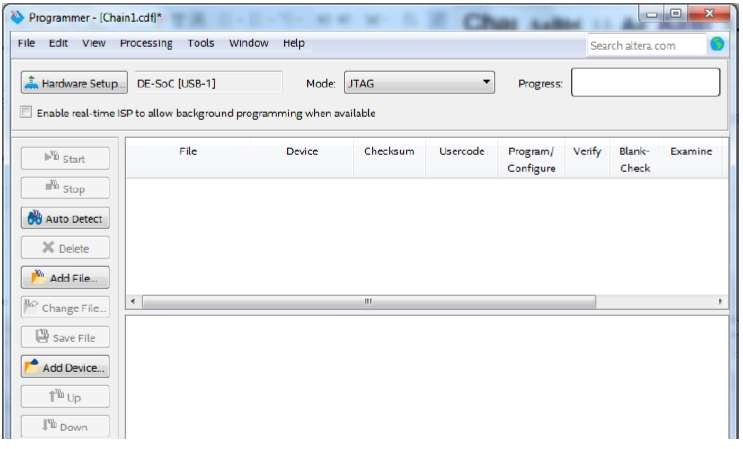 Programmer - [Chain1.cdf]*
File Edit View Processing Tools Window Help
Search altera.com
Hardware Setup... DE-SoC [USB-1] Mode: JTAG Progress:
Enable real-time ISP to allow background programming when available
File Device Checksum Usercode Program/ Configure Verify Blank- Check Examine
Start
Stop
Auto Detect
Delete
Add File...
Change File...
Save File
Add Device...
Up
Down